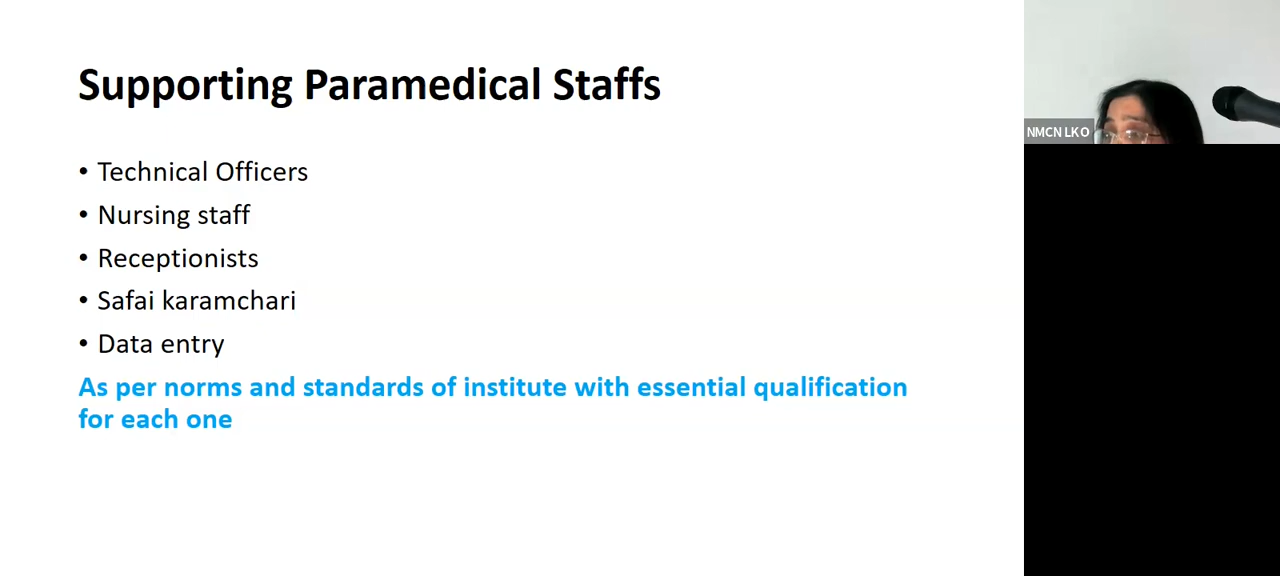 Supporting Paramedical Staffs
• Technical Officers
• Nursing staff
• Receptionists
• Safai karamchari
• Data entry
As per norms and standards of institute with essential qualification
for each one
NMCN LKO